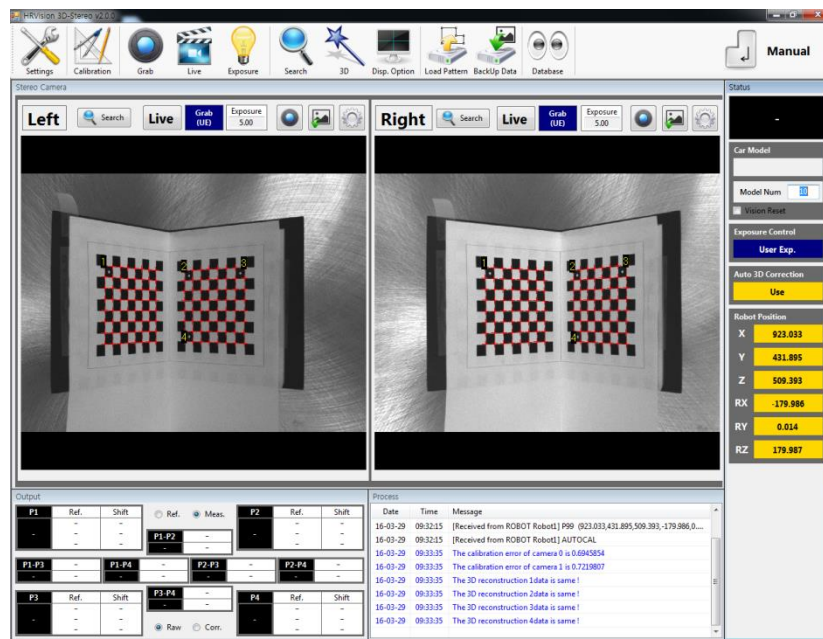 HRVision 3D-Stereo v2.0.0
Settings Calibration Grab Live Exposure Search 3D Disp. Option Load Pattern BackUp Data Database Manual
Stereo Camera
Left Search Live Grab (UE) Exposure 5.00
Right Search Live Grab (UE) Exposure 5.00
1 2 3 4
1 2 3 4
Status
-
Car Model
Model Num 10
Vision Reset
Exposure Control
User Exp.
Auto 3D Correction
Use
Robot Position
X 923.033
Y 431.895
Z 509.393
RX -179.986
RY 0.014
RZ 179.987
Output
P1 Ref. Shift
- - -
- -
- -
Ref. Meas.
P1-P2 -
- -
P2 Ref. Shift
- - -
- -
- -
P1-P3 - P1-P4 - P2-P3 - P2-P4 -
- - - - - - - -
P3 Ref. Shift
- - -
- -
- -
P3-P4 -
- -
Raw Corr.
P4 Ref. Shift
- - -
- -
- -
Process
Date Time Message
16-03-29 09:32:15 [Received from ROBOT Robot1] P99 (923.033,431.895,509.393,-179.986,0....
16-03-29 09:32:15 [Received from ROBOT Robot1] AUTOCAL
16-03-29 09:33:35 The calibration error of camera 0 is 0.6945854
16-03-29 09:33:35 The calibration error of camera 1 is 0.7219807
16-03-29 09:33:35 The 3D reconstruction 1data is same !
16-03-29 09:33:35 The 3D reconstruction 2data is same !
16-03-29 09:33:35 The 3D reconstruction 3data is same !
16-03-29 09:33:35 The 3D reconstruction 4data is same !